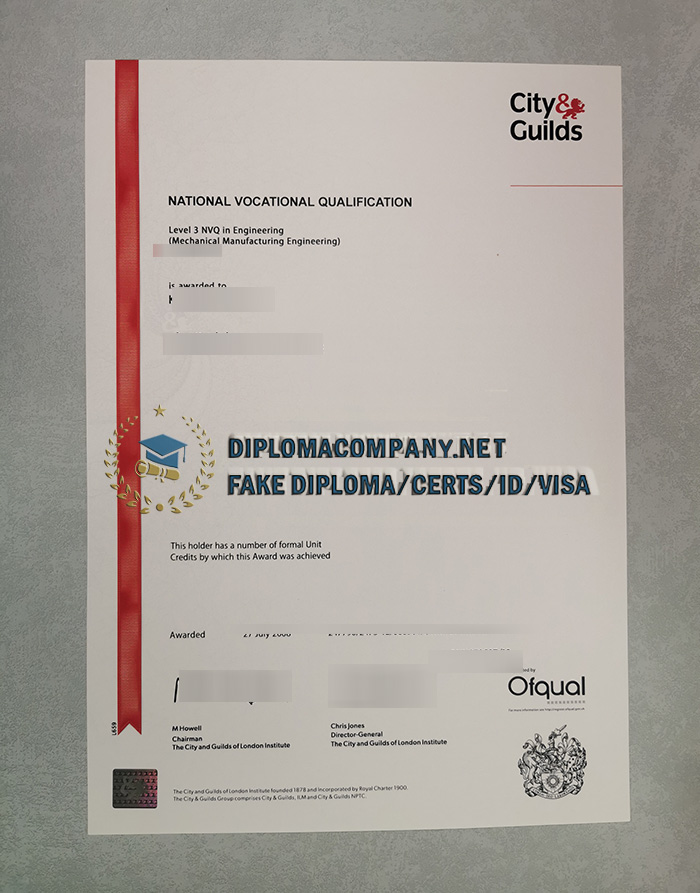 City&
Guilds
NATIONAL VOCATIONAL QUALIFICATION
Level 3 NVQ in Engineering
(Mechanical Manufacturing Engineering)
is awarded to
DIPLOMACOMPANY.NET
FAKE DIPLOMA/CERTS/ID/VISA
This holder has a number of formal Unit
Credits by which this Award was achieved
Awarded
27 July
by
Ofqual
M Howell
Chairman
The City and Guilds of London Institute
Chris Jones
Director-General
The City and Guilds of London Institute
L659
The City and Guilds of London Institute founded 1878 and Incorporated by Royal Charter 1900.
The City & Guilds Group comprises City & Guilds, ILM and City & Guilds NPTC.